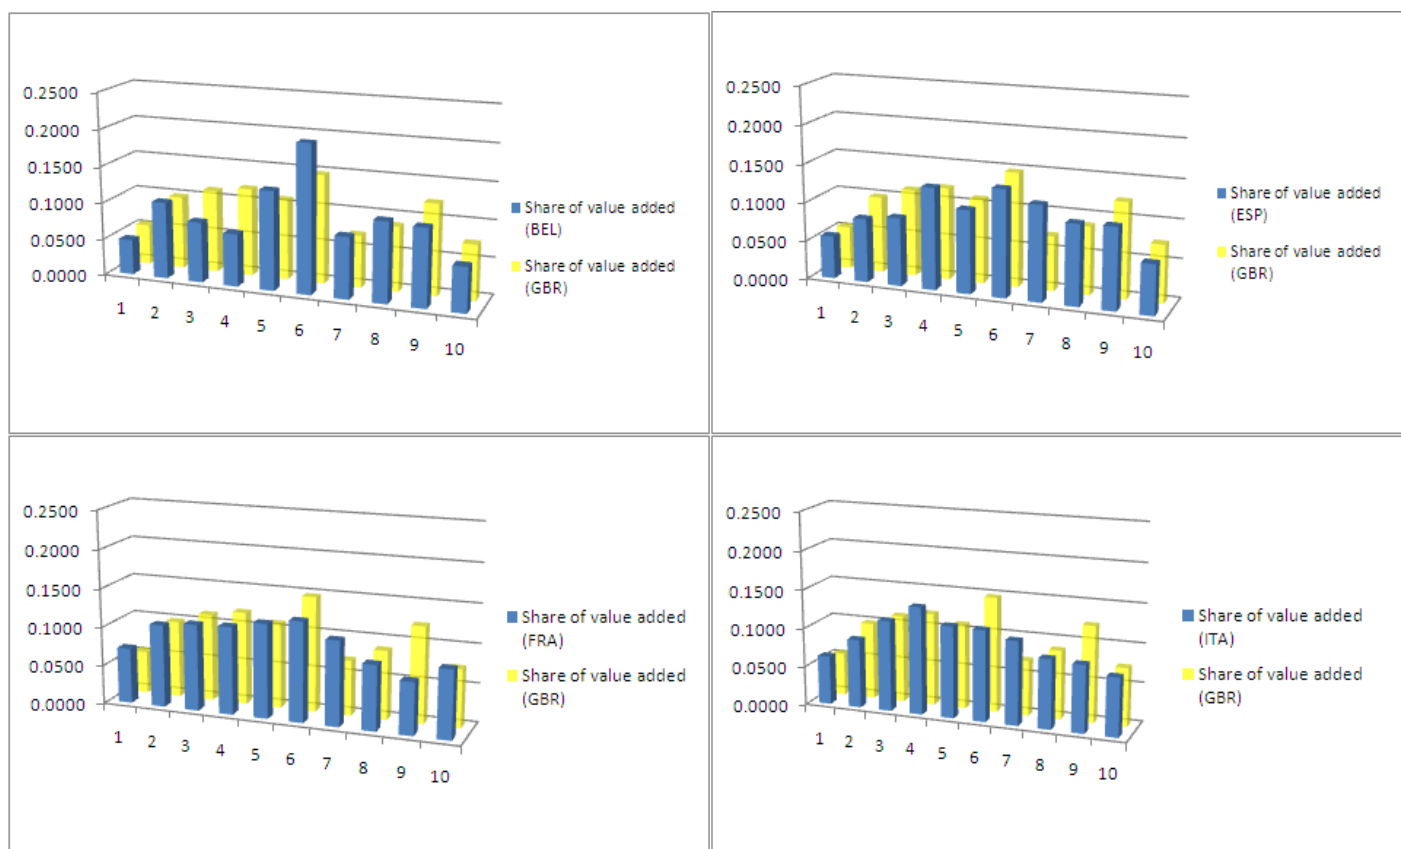 0.2500
0.2000
0.1500
0.1000
0.0500
0.0000
1 2 3 4 5 6 7 8 9 10
Share of value added
(BEL)
Share of value added
(GBR)
0.2500
0.2000
0.1500
0.1000
0.0500
0.0000
1 2 3 4 5 6 7 8 9 10
Share of value added
(ESP)
Share of value added
(GBR)
0.2500
0.2000
0.1500
0.1000
0.0500
0.0000
1 2 3 4 5 6 7 8 9 10
Share of value added
(FRA)
Share of value added
(GBR)
0.2500
0.2000
0.1500
0.1000
0.0500
0.0000
1 2 3 4 5 6 7 8 9 10
Share of value added
(ITA)
Share of value added
(GBR)